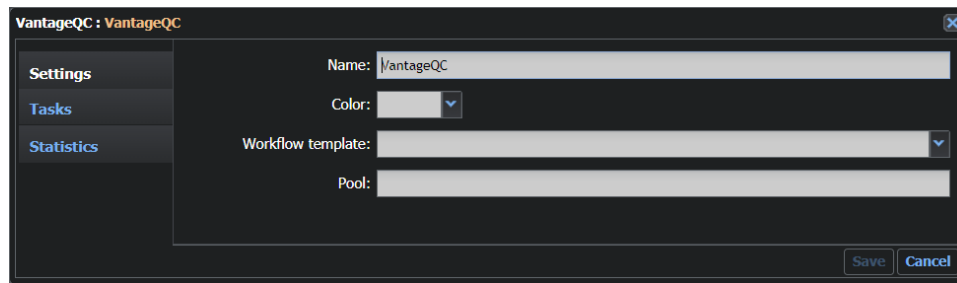 VantageQC : VantageQC
Settings
Tasks
Statistics
Name: VantageQC
Color:
Workflow template:
Pool:
Save Cancel